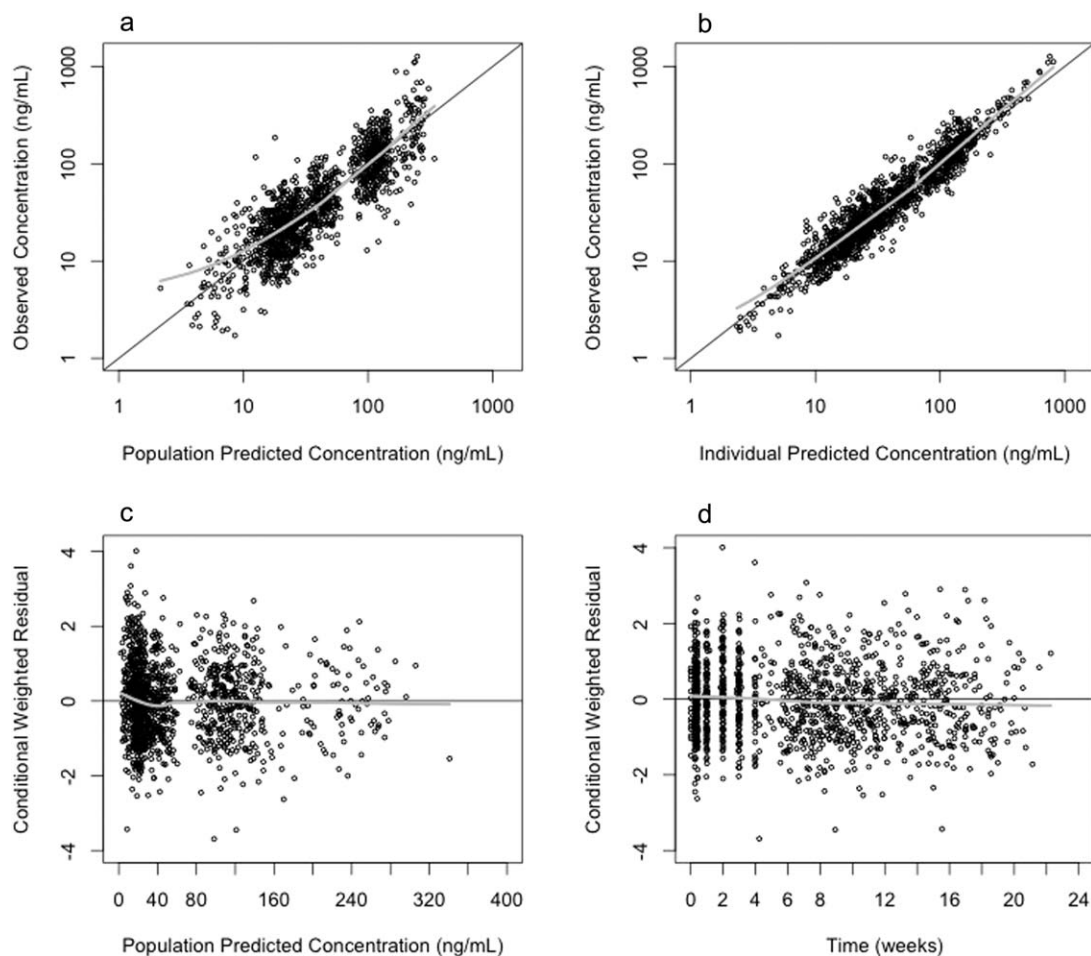 a
b
Observed Concentration (ng/mL)
1 10 100 1000
1 10 100 1000
Population Predicted Concentration (ng/mL)
Observed Concentration (ng/mL)
1 10 100 1000
1 10 100 1000
Individual Predicted Concentration (ng/mL)
c
d
Conditional Weighted Residual
-4 -2 0 2 4
0 40 80 160 240 320 400
Population Predicted Concentration (ng/mL)
Conditional Weighted Residual
-4 -2 0 2 4
0 2 4 6 8 12 16 20 24
Time (weeks)